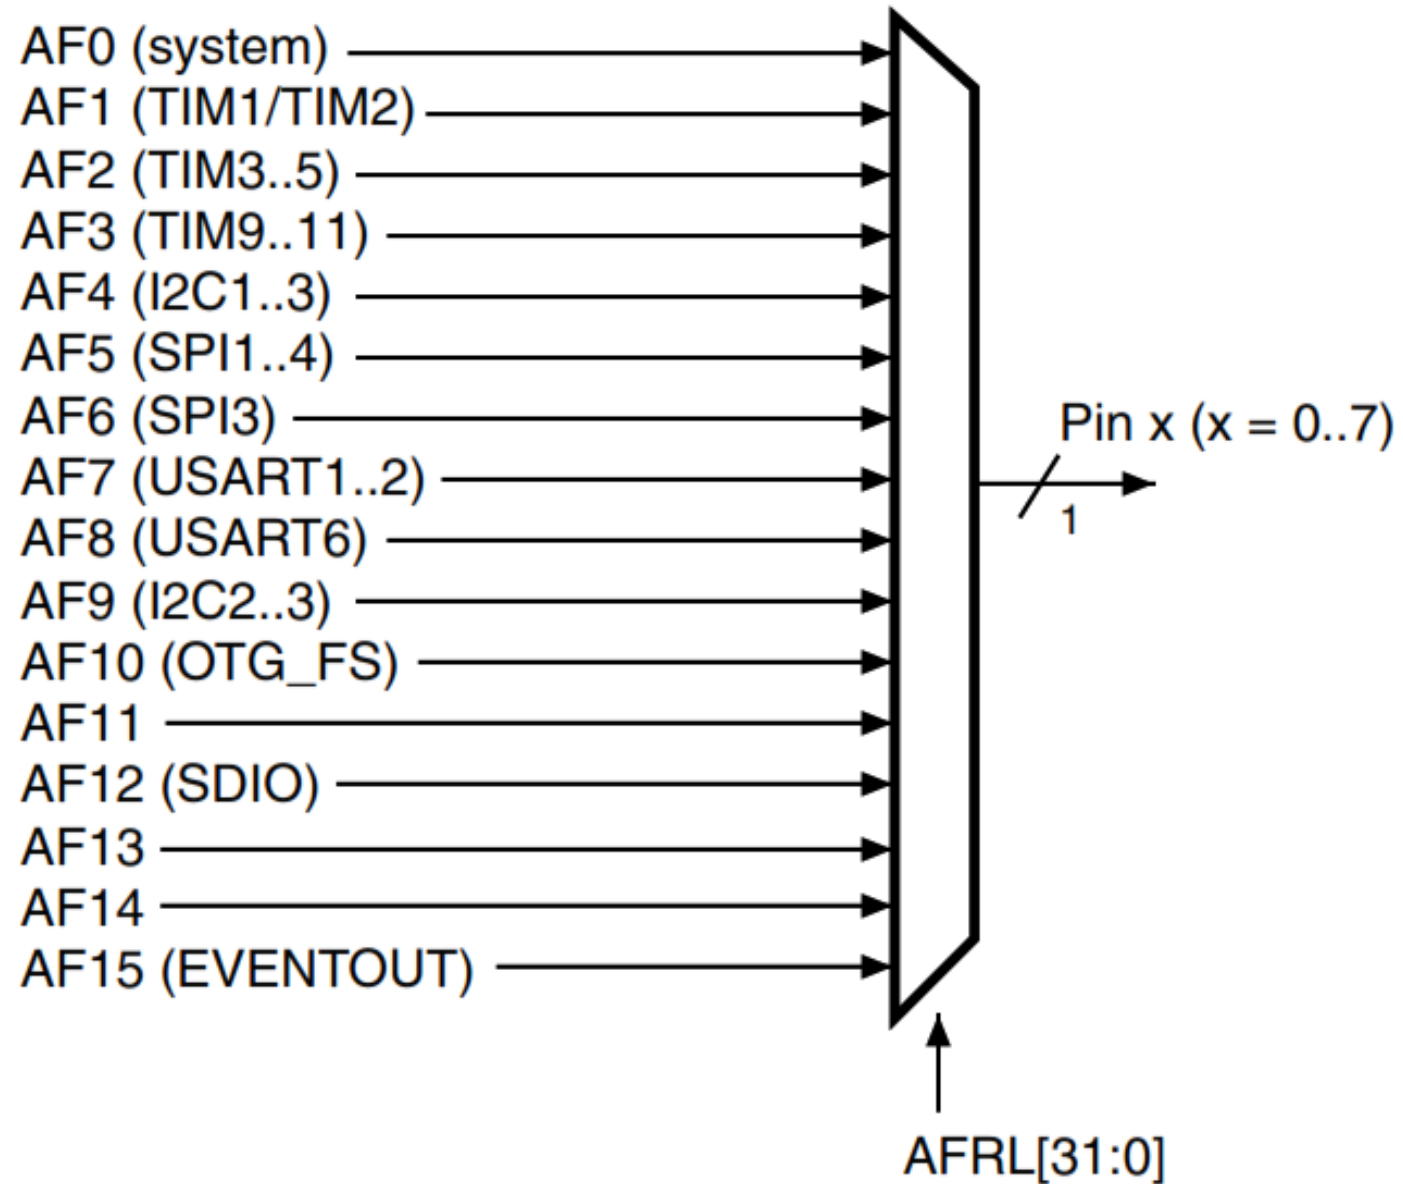 AF0 (system)
AF1 (TIM1/TIM2)
AF2 (TIM3..5)
AF3 (TIM9..11)
AF4 (I2C1..3)
AF5 (SPI1..4)
AF6 (SPI3)
AF7 (USART1..2)
AF8 (USART6)
AF9 (I2C2..3)
AF10 (OTG_FS)
AF11
AF12 (SDIO)
AF13
AF14
AF15 (EVENTOUT)
Pin x (x = 0..7)
1
AFRL[31:0]